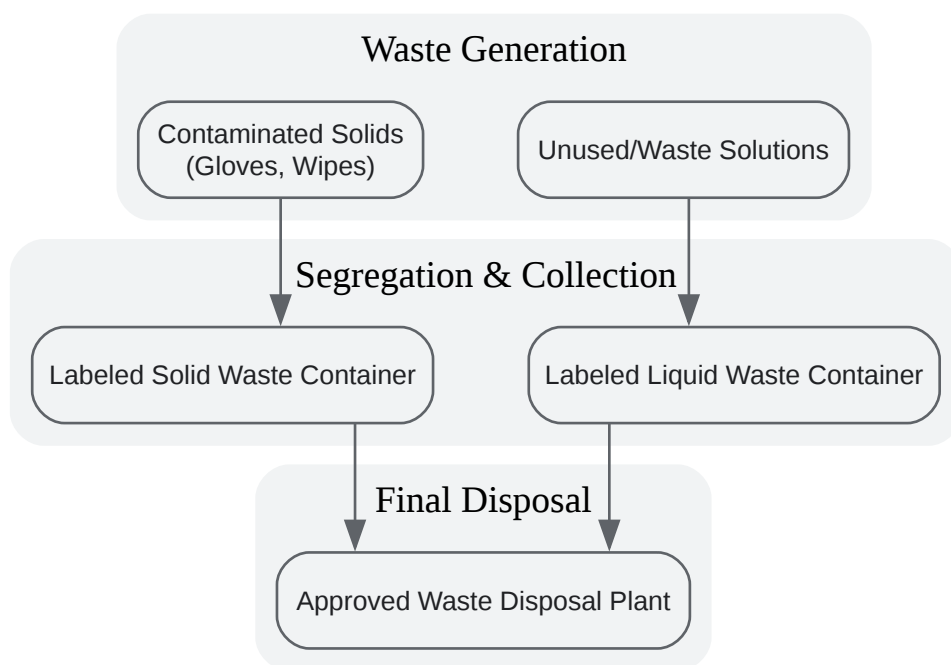 Waste Generation
Contaminated Solids
(Gloves, Wipes)
Unused/Waste Solutions
Segregation & Collection
Labeled Solid Waste Container
Labeled Liquid Waste Container
Final Disposal
Approved Waste Disposal Plant